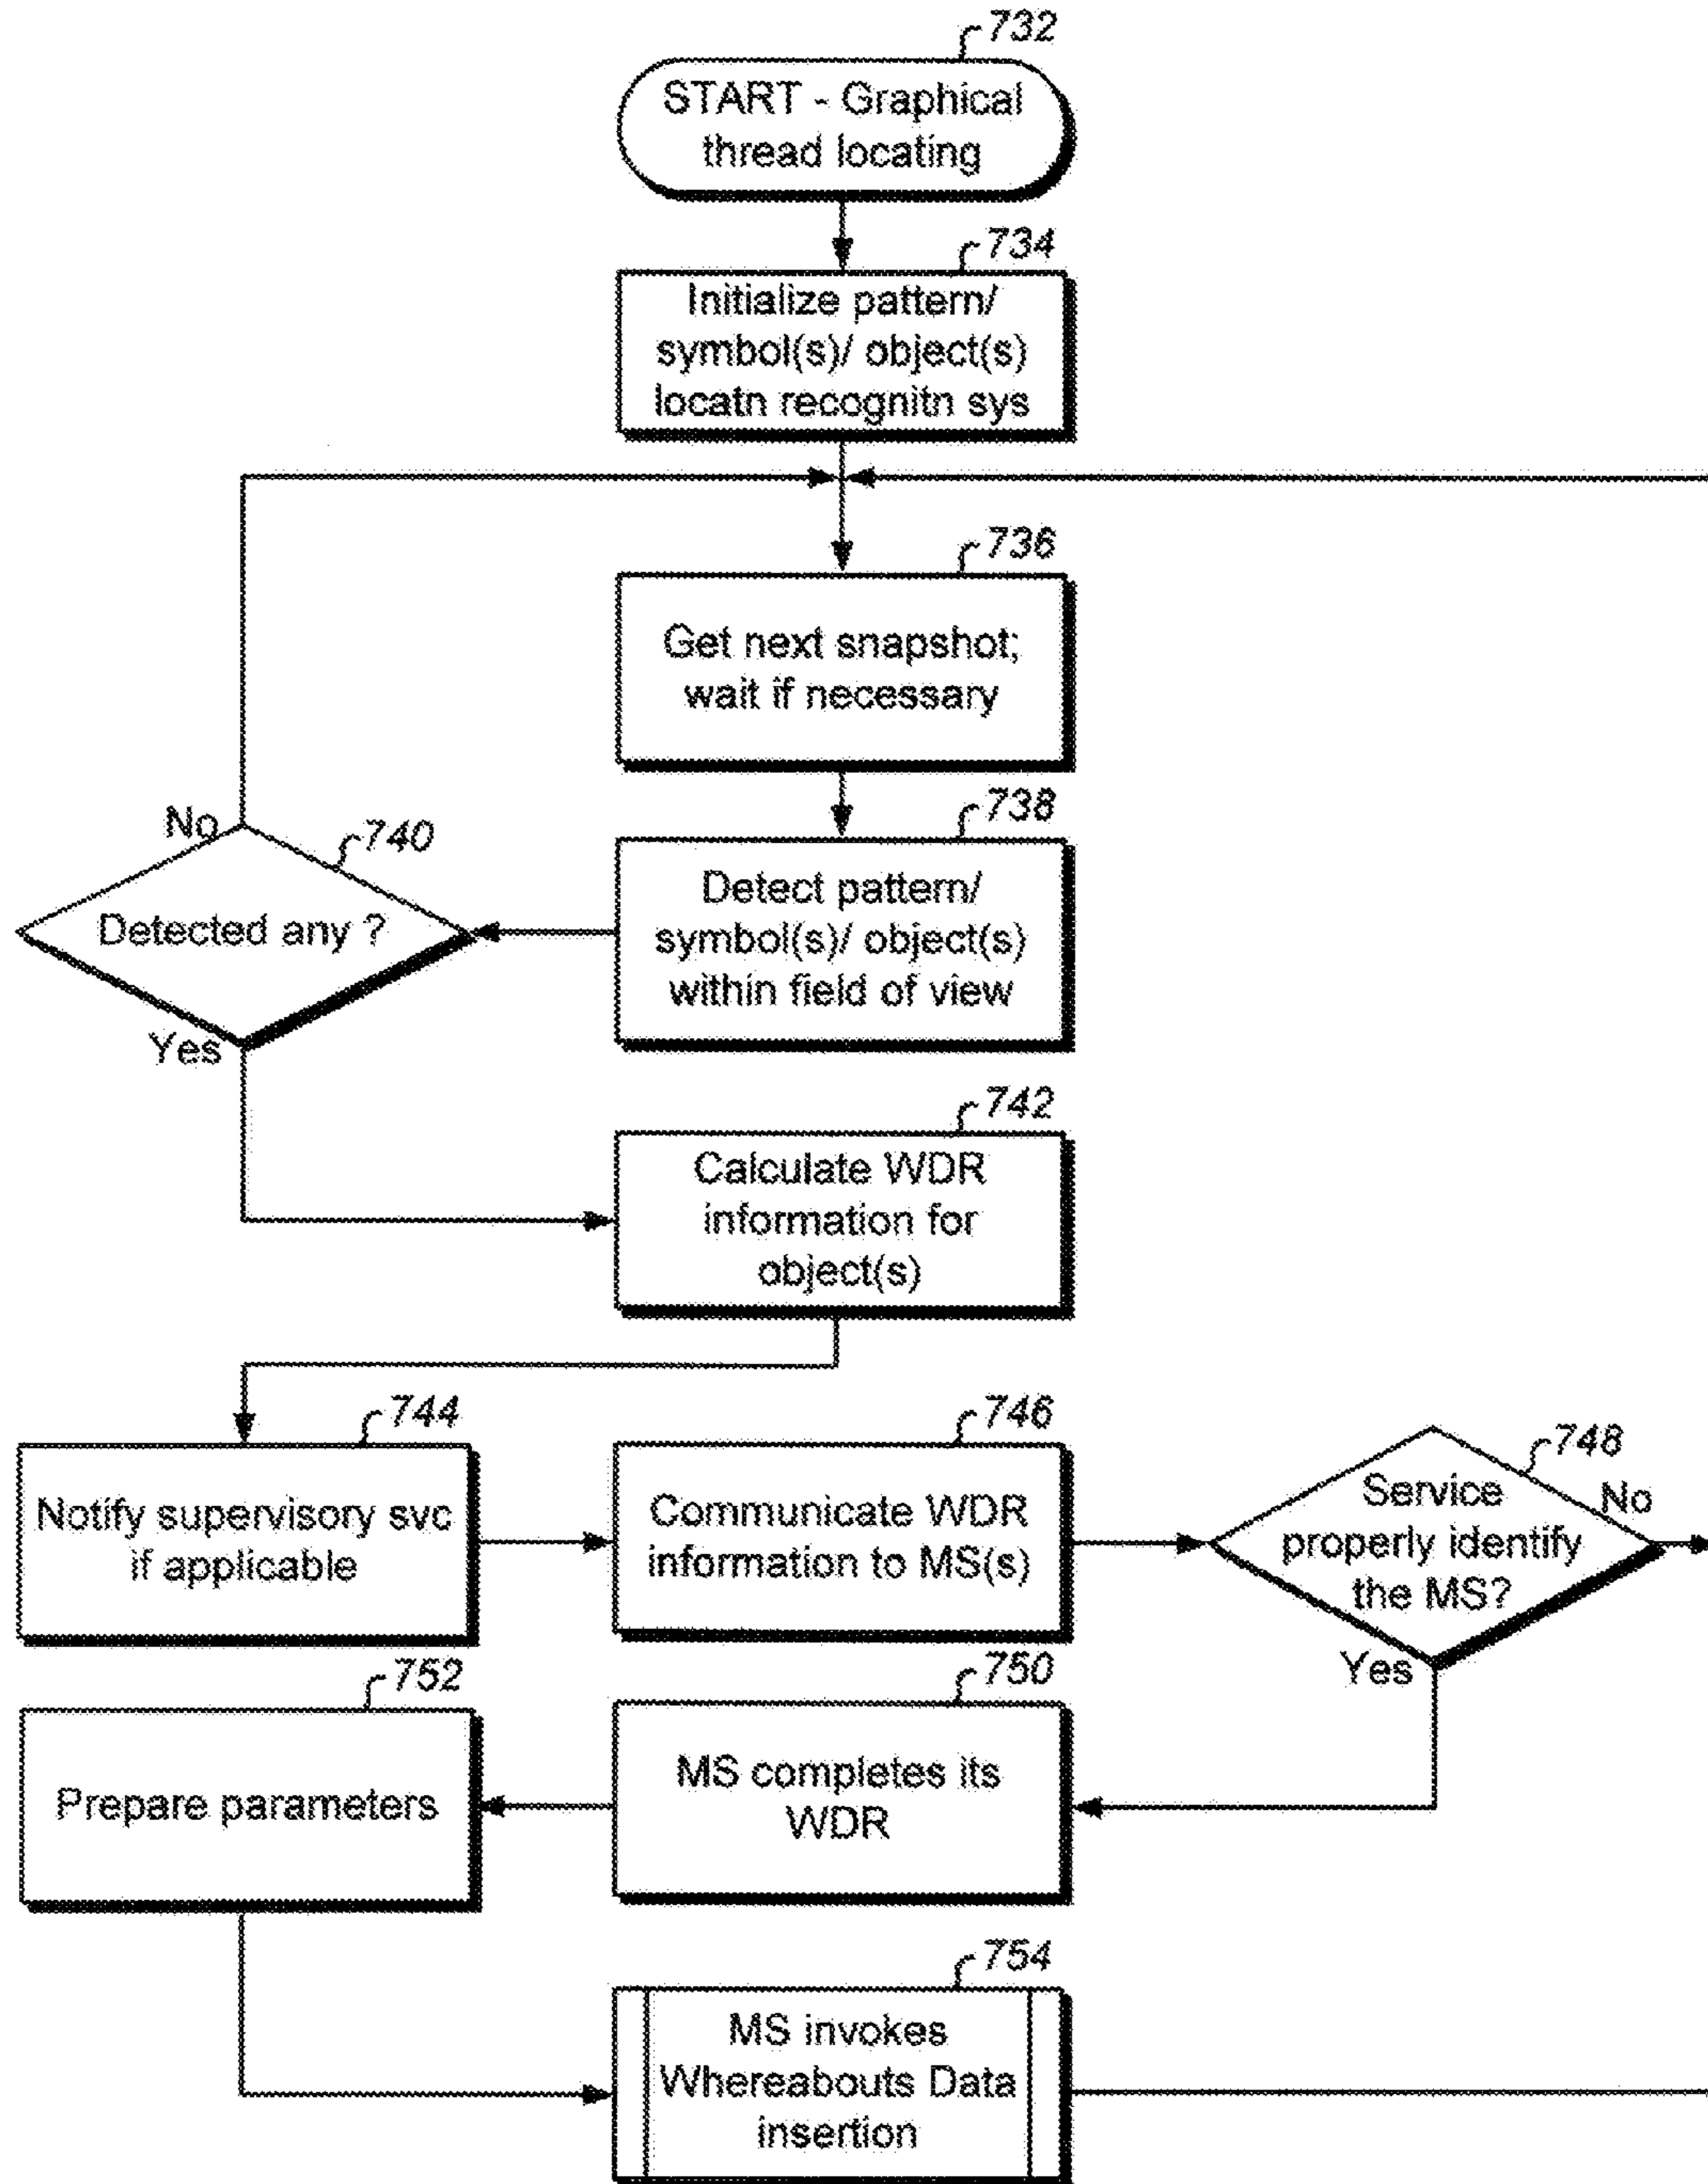 732
START - Graphical
thread locating
734
Initialize pattern/
symbol(s)/ object(s)
locatn recognitn sys
736
Get next snapshot;
wait if necessary
738
Detect pattern/
symbol(s)/ object(s)
within field of view
No
740
Detected any ?
Yes
742
Calculate WDR
information for
object(s)
744
Notify supervisory svc
if applicable
746
Communicate WDR
information to MS(s)
748
Service
properly identify
the MS?
No
Yes
750
MS completes its
WDR
752
Prepare parameters
754
MS invokes
Whereabouts Data
insertion